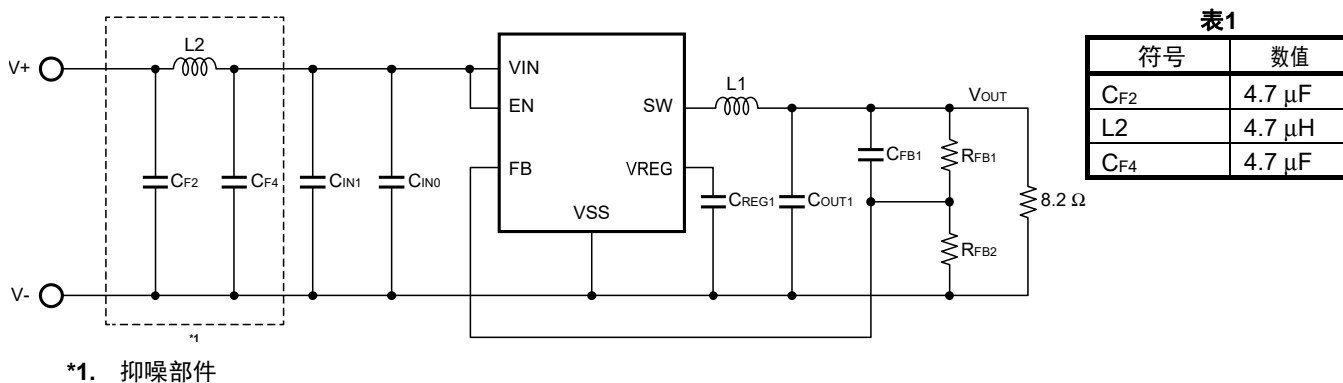 表1
符号 数值
CF2 4.7 μF
L2 4.7 μH
CF4 4.7 μF
L2
V+
VIN
EN
FB
SW
VREG
VSS
L1
VOUT
CF2
CF4
CIN1
CIN0
CREG1
COUT1
CFB1
RFB1
RFB2
8.2 Ω
V-
*1
*1. 抑噪部件